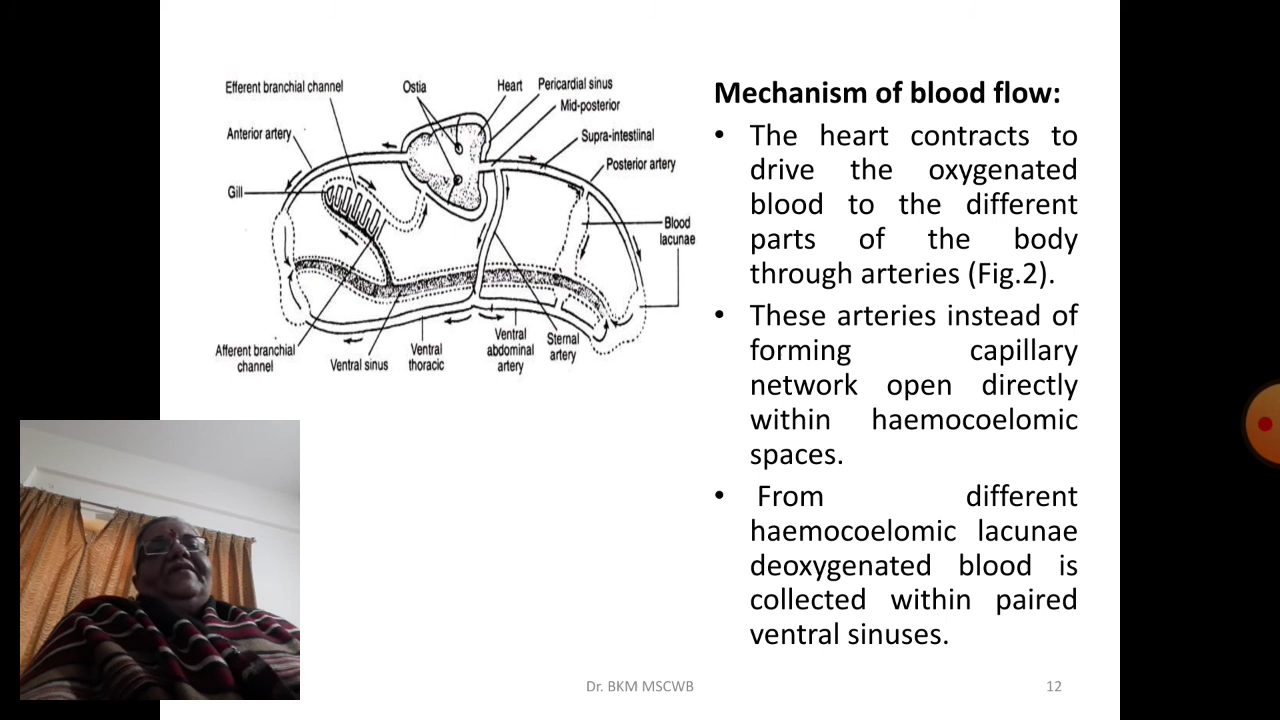 Efferent branchial channel
Ostia
Heart
Pericardial sinus
Mid-posterior
Anterior artery
Supra-intestiinal
Posterior artery
Gill
Blood
lacunae
Afferent branchial
channel
Ventral sinus
Ventral
thoracic
Ventral
abdominal
artery
Sternal
artery
Mechanism of blood flow:
• The heart contracts to
drive the oxygenated
blood to the different
parts of the body
through arteries (Fig.2).
• These arteries instead of
forming capillary
network open directly
within haemocoelomic
spaces.
• From different
haemocoelomic lacunae
deoxygenated blood is
collected within paired
ventral sinuses.
Dr. BKM MSCWB
12